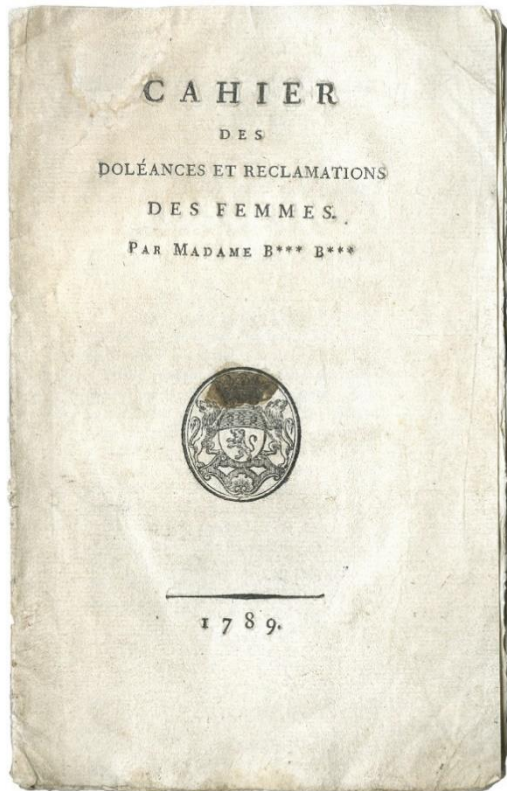 CAHIER
DES
DOLÉANCES ET RECLAMATIONS
DES FEMMES.
PAR MADAME B*** B***
1789.